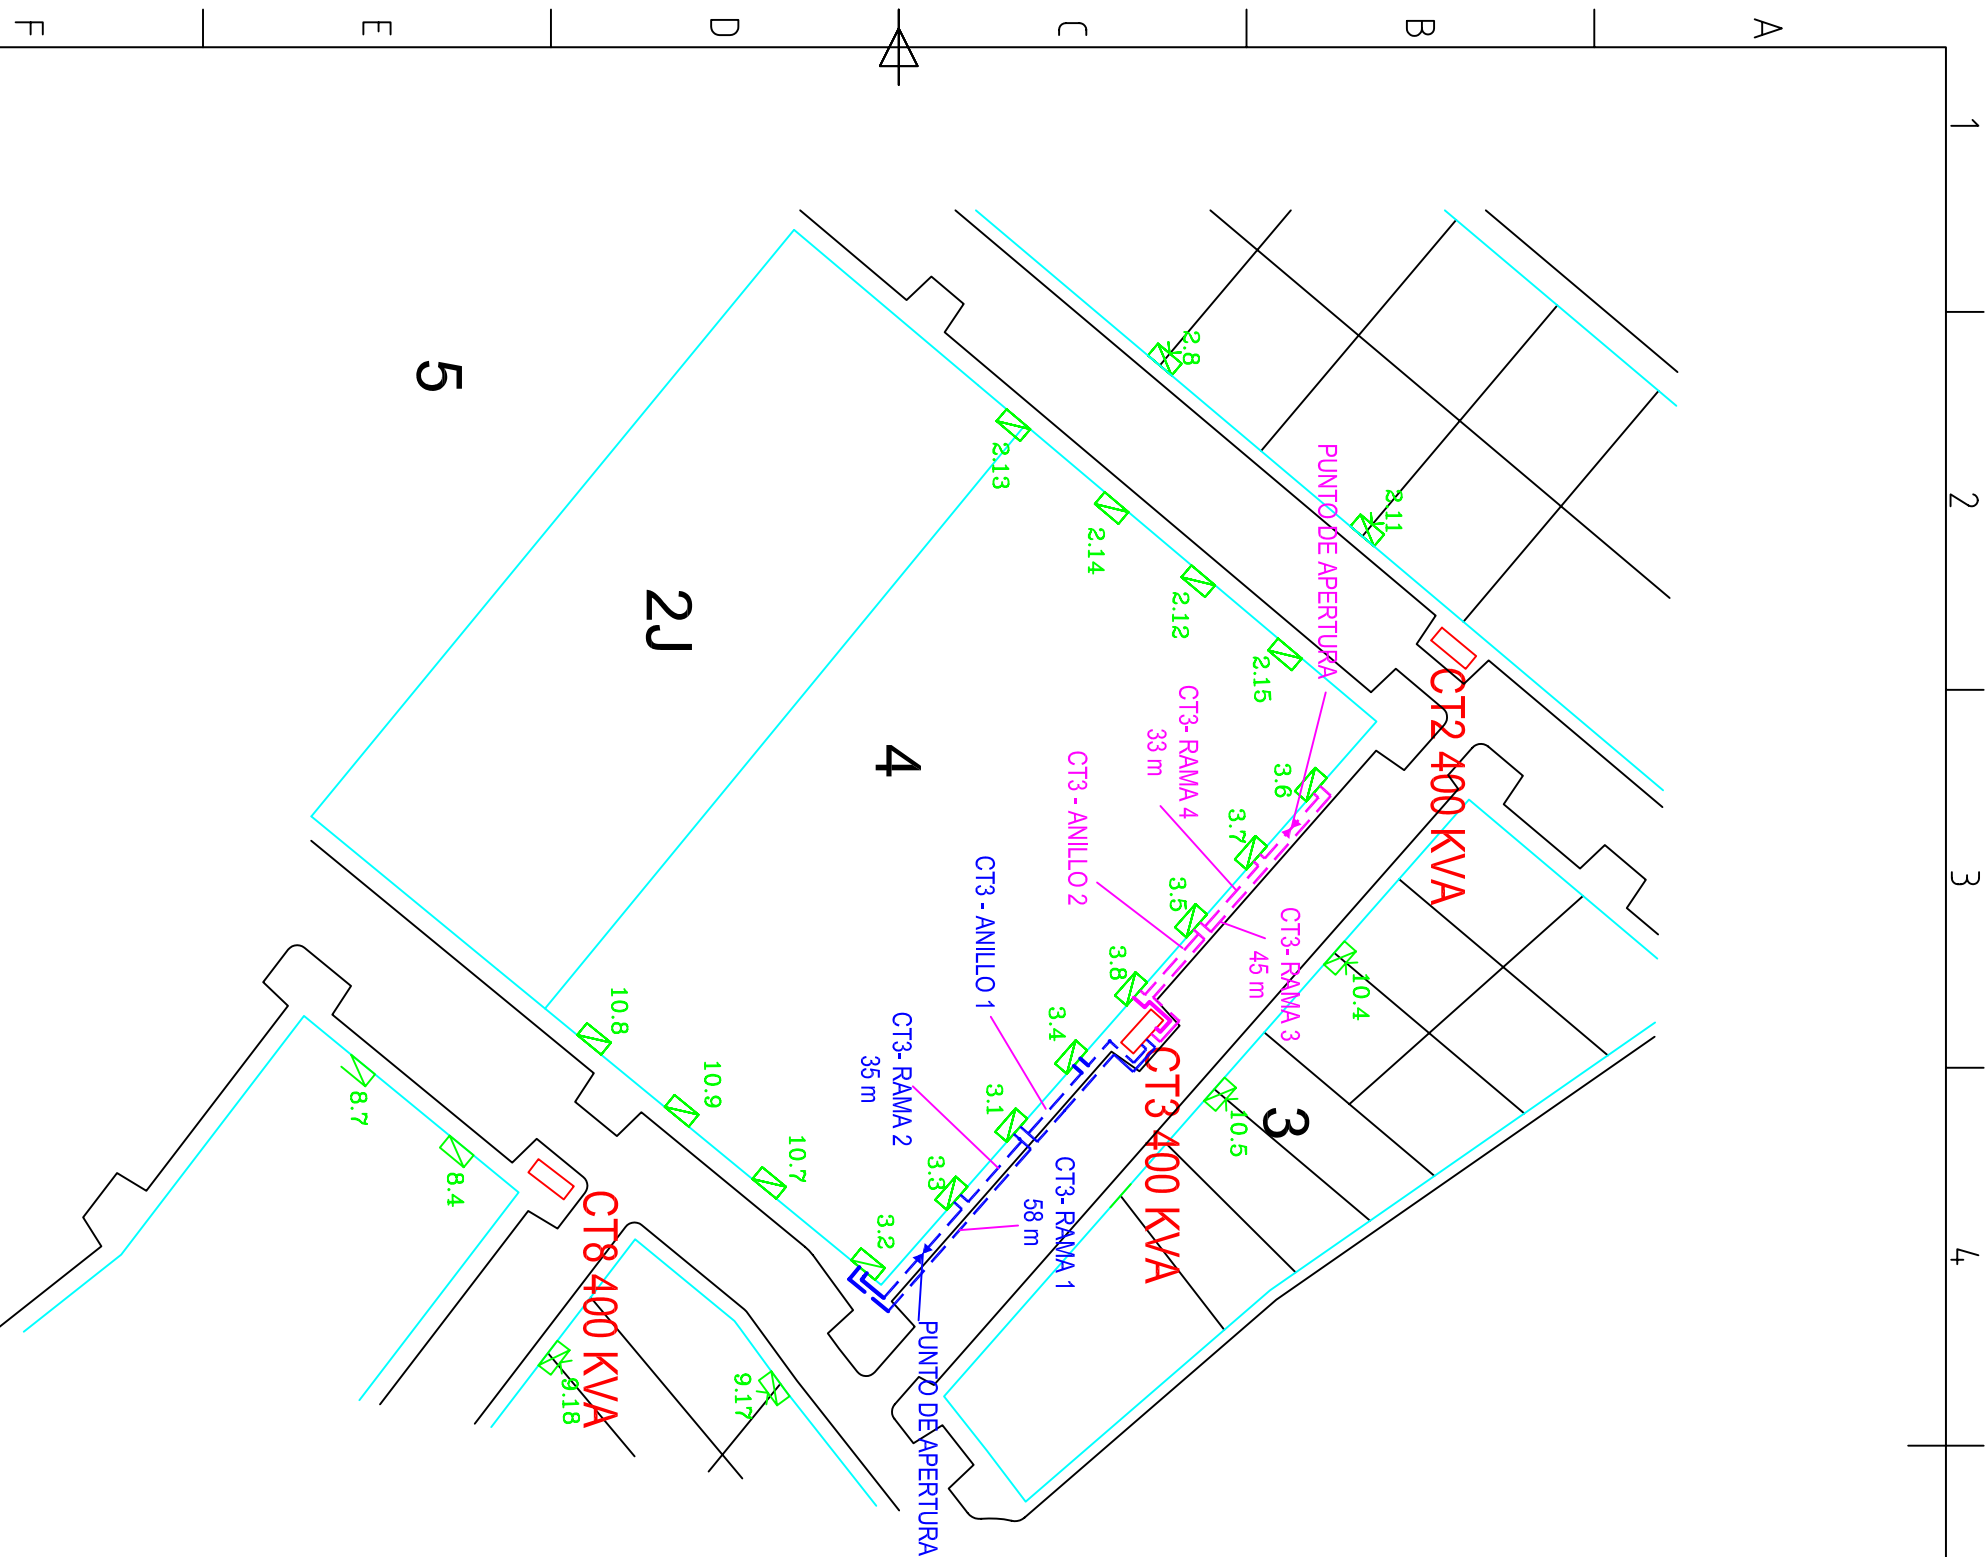 A
B
C
D
E
F
1
2
3
4
2.8
2.11
2.13
2.14
2.12
2.15
PUNTO DE APERTURA
CT2 400 KVA
5
2J
4
3
CT3- RAMA 4
33 m
CT3 - ANILLO 2
CT3- RAMA 3
45 m
3.6
3.7
3.5
3.8
3.4
3.1
3.3
3.2
CT3 - ANILLO 1
CT3- RAMA 2
35 m
CT3- RAMA 1
58 m
CT3 400 KVA
PUNTO DE APERTURA
10.4
10.5
10.8
10.9
10.7
8.7
8.4
CT8 400 KVA
9.18
9.17